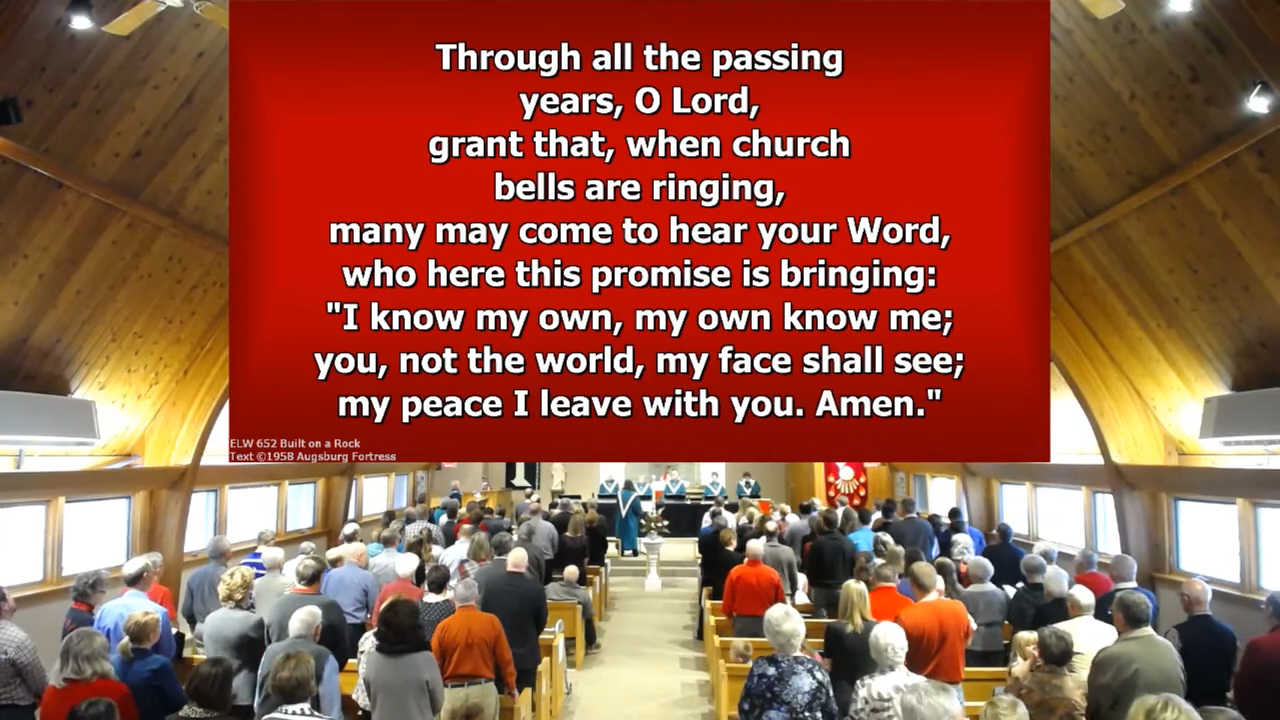 Through all the passing
years, O Lord,
grant that, when church
bells are ringing,
many may come to hear your Word,
who here this promise is bringing:
"I know my own, my own know me;
you, not the world, my face shall see;
my peace I leave with you. Amen."
ELW 652 Built on a Rock
Text ©1958 Augsburg Fortress